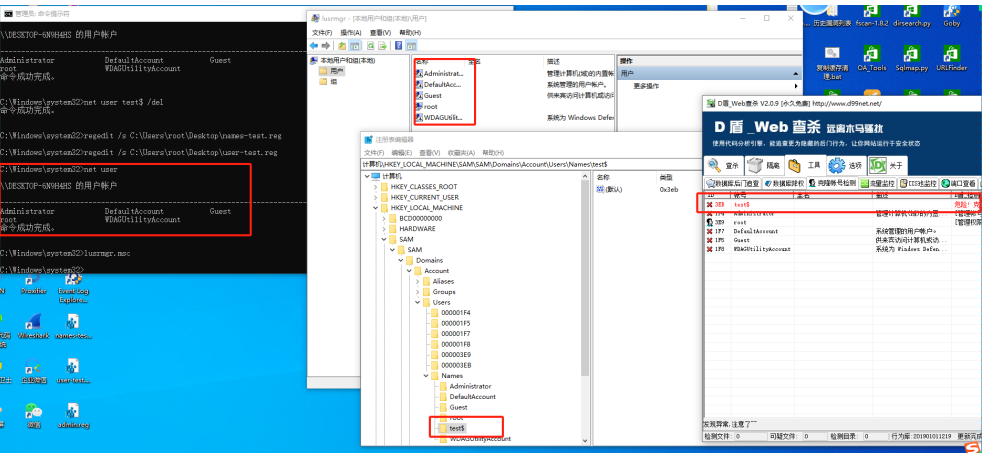 管理员: 命令提示符
\\DESKTOP-6N9H4HS 的用户帐户
Administrator DefaultAccount Guest
root WDAGUtilityAccount
命令成功完成。
C:\Windows\system32>net user test$ /del
命令成功完成。
C:\Windows\system32>regedit /s C:\Users\root\Desktop\names-test.reg
C:\Windows\system32>regedit /s C:\Users\root\Desktop\user-test.reg
C:\Windows\system32>net user
\\DESKTOP-6N9H4HS 的用户帐户
Administrator DefaultAccount Guest
root WDAGUtilityAccount
命令成功完成。
C:\Windows\system32>lusrmgr.msc
C:\Windows\system32>
Proxifier Event Log
Explore...
Wireshark names-tes...
企业微信 user-test....
微信 admin.reg
lusrmgr - [本地用户和组(本地)\用户]
文件(F) 操作(A) 查看(V) 帮助(H)
本地用户和组(本地)
用户
组
名称 全名 描述
Administrat... 管理计算机(域)的内置帐
DefaultAcc... 系统管理的用户帐户。
Guest 供来宾访问计算机或访问
root
WDAGUtilit... 系统为 Windows Defen
操作
用户
更多操作
注册表编辑器
文件(F) 编辑(E) 查看(V) 收藏夹(A) 帮助(H)
计算机\HKEY_LOCAL_MACHINE\SAM\SAM\Domains\Account\Users\Names\test$
计算机
HKEY_CLASSES_ROOT
HKEY_CURRENT_USER
HKEY_LOCAL_MACHINE
BCD00000000
HARDWARE
SAM
SAM
Domains
Account
Aliases
Groups
Users
000001F4
000001F5
000001F7
000001F8
000003E9
000003EB
Names
Administrator
DefaultAccount
Guest
root
test$
WDAGUtilityAccount
名称 类型
(默认) 0x3eb
历史漏洞列表 fscan-1.8.2 dirsearch.py Goby
OA_Tools Sqlmap.py URLFinder
理.bat
D盾_Web查杀 V2.0.9 [永久免费] http://www.d99net.net/
D 盾 _Web 查杀 远离木马骚扰
使用代码分析引擎，能追查更为隐藏的后门行为，让你网站运行于安全状态
查杀 隔离 工具 选项 关于
数据库后门追查 数据库降权 克隆帐号检测 流量监控 IIS池监控 端口查看
ID 帐号 全名 描述
3EB test$ 危险! 克
1F4 Administrator 管理计算机(域)的内置... [管理帐号
3E9 root [管理权限
1F7 DefaultAccount 系统管理的用户帐户。
1F5 Guest 供来宾访问计算机或访...
1F8 WDAGUtilityAccount 系统为 Windows Defen...
发现异常,注意了~~
检测文件: 0 可疑文件: 0 检测目录: 0 行为库:201901011219 更新完成